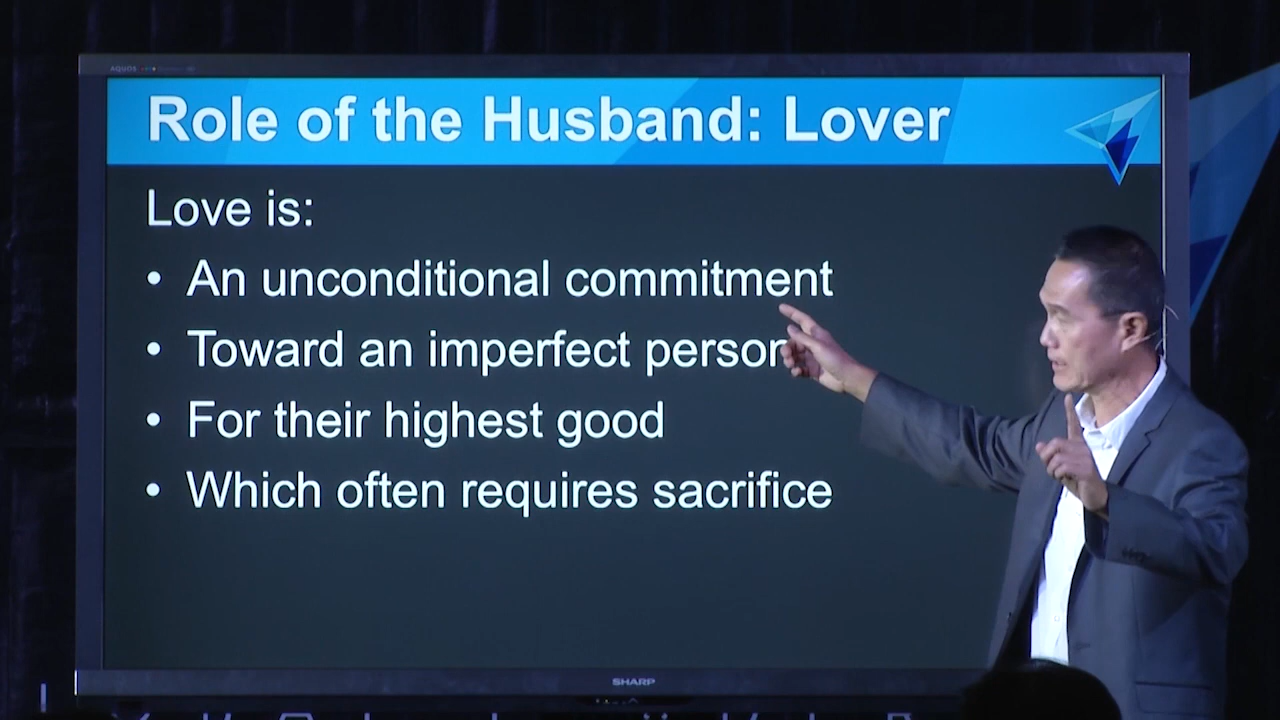 AQUOS
Role of the Husband: Lover
Love is:
• An unconditional commitment
• Toward an imperfect person
• For their highest good
• Which often requires sacrifice
SHARP